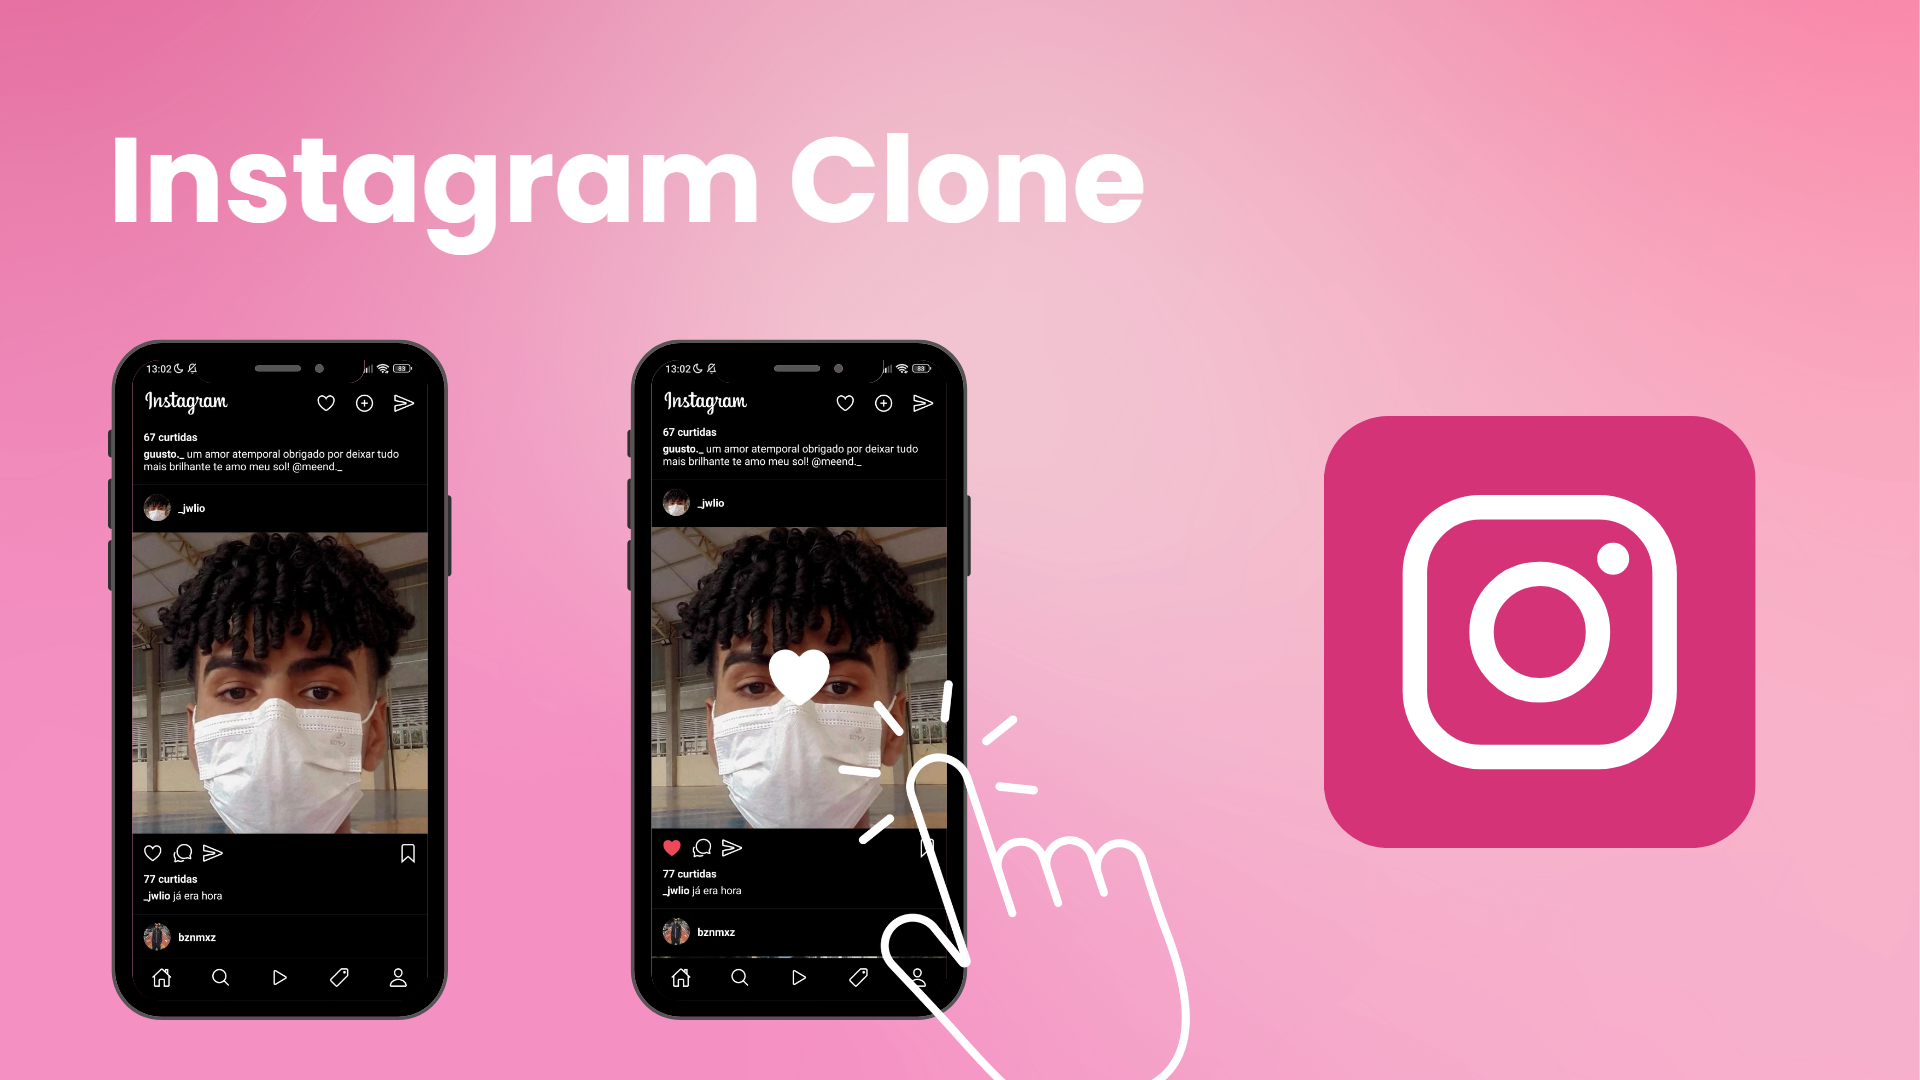 Instagram Clone
13:02
83
Instagram
67 curtidas
guusto._ um amor atemporal obrigado por deixar tudo
mais brilhante te amo meu sol! @meend._
_jwlio
77 curtidas
_jwlio já era hora
bznmxz
13:02
83
Instagram
67 curtidas
guusto._ um amor atemporal obrigado por deixar tudo
mais brilhante te amo meu sol! @meend._
_jwlio
77 curtidas
_jwlio já era hora
bznmxz